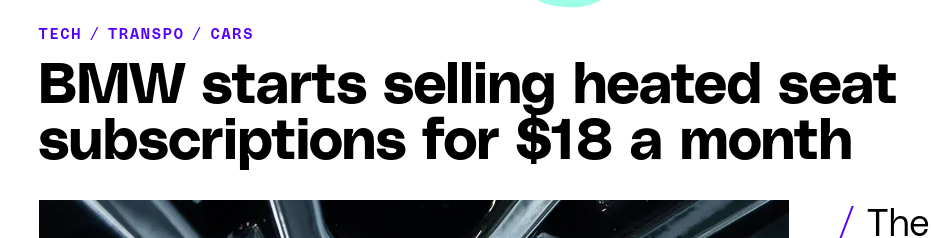 TECH / TRANSPO / CARS
BMW starts selling heated seat
subscriptions for $18 a month
/ The